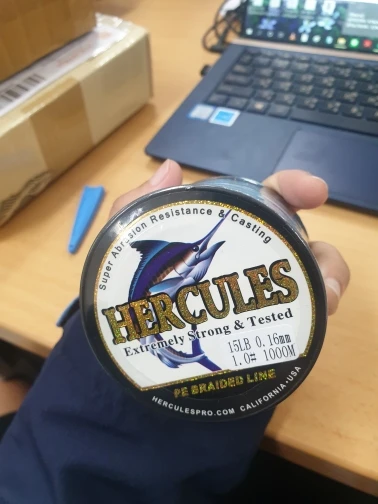 Super Abrasion Resistance & Casting
HERCULES
Extremely Strong & Tested
15LB 0.16mm
1.0# 1000M
PE BRAIDED LINE
HERCULESPRO.COM CALIFORNIA•USA